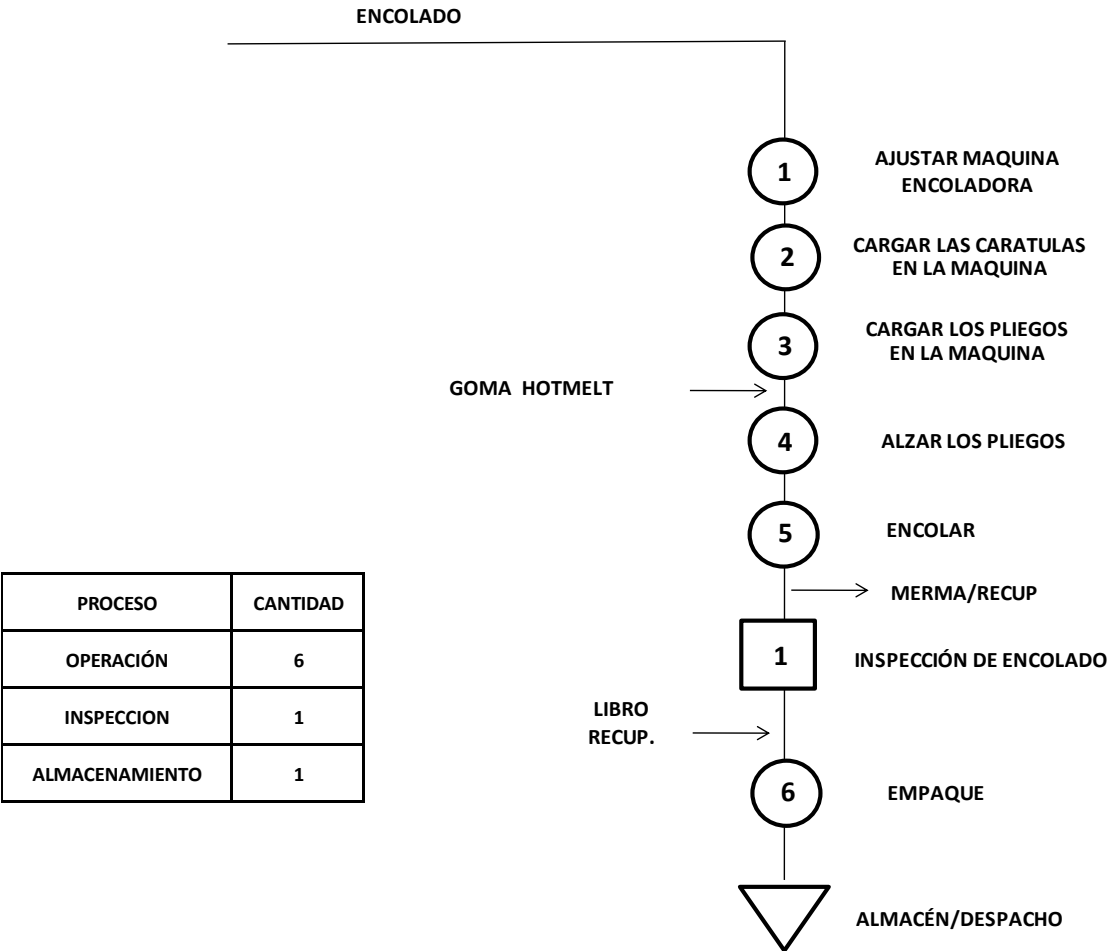 ENCOLADO
1
AJUSTAR MAQUINA
ENCOLADORA
2
CARGAR LAS CARATULAS
EN LA MAQUINA
3
CARGAR LOS PLIEGOS
EN LA MAQUINA
GOMA HOTMELT
4
ALZAR LOS PLIEGOS
5
ENCOLAR
MERMA/RECUP
1
INSPECCIÓN DE ENCOLADO
LIBRO
RECUP.
6
EMPAQUE
ALMACÉN/DESPACHO
PROCESO CANTIDAD
OPERACIÓN 6
INSPECCION 1
ALMACENAMIENTO 1